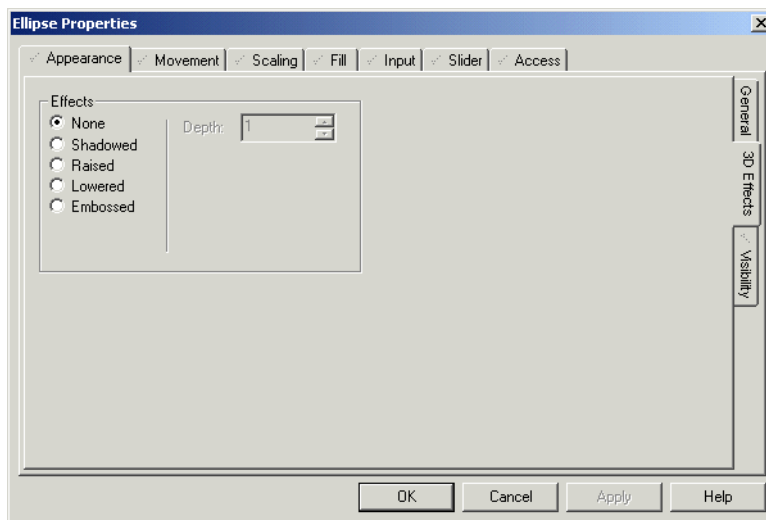 Ellipse Properties
Appearance Movement Scaling Fill Input Slider Access
General
3D Effects
Visibility
Effects
None
Shadowed
Raised
Lowered
Embossed
Depth: 1
OK Cancel Apply Help